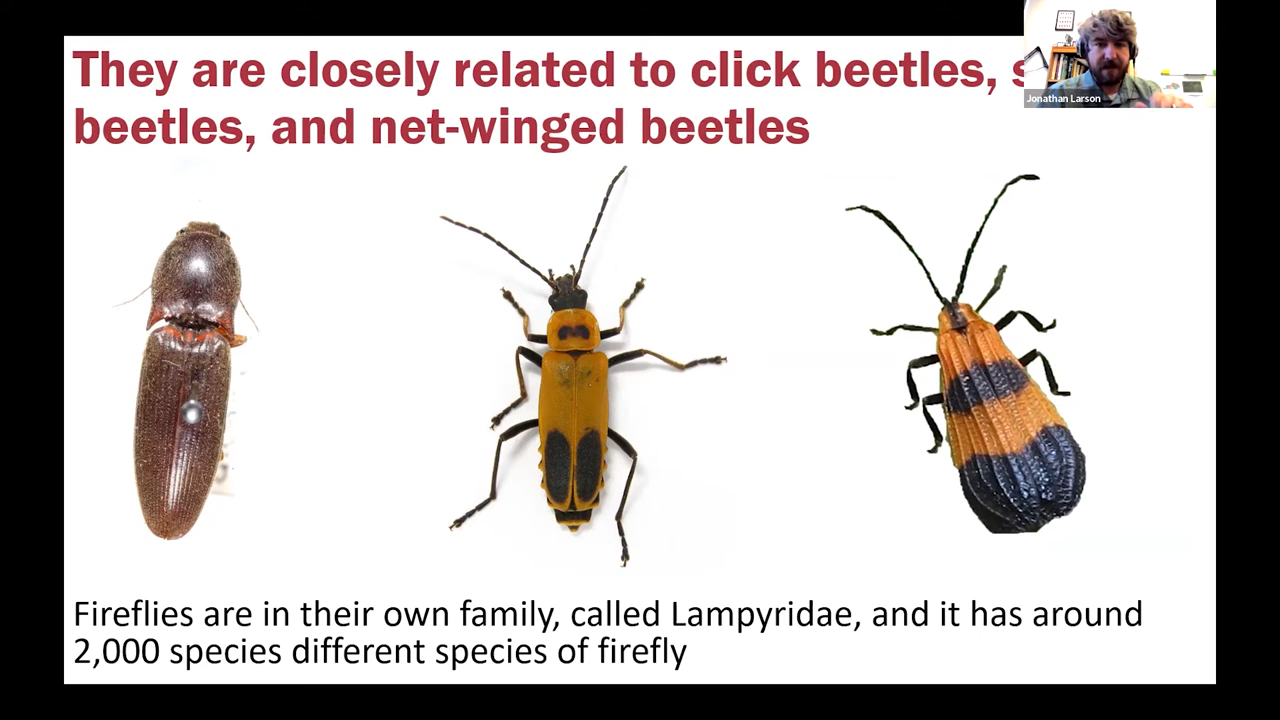 They are closely related to click beetles,
beetles, and net-winged beetles
Jonathan Larson
Fireflies are in their own family, called Lampyridae, and it has around
2,000 species different species of firefly